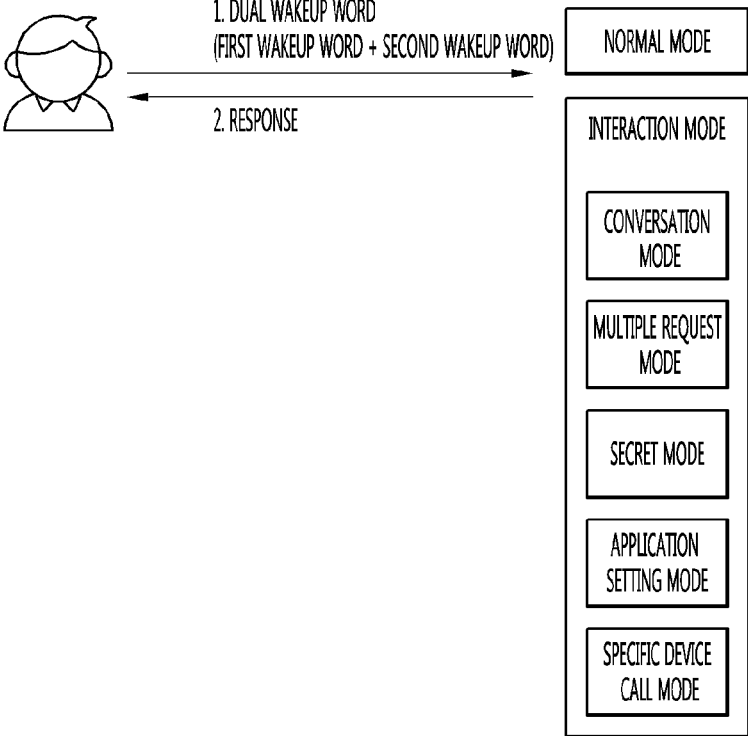 1. DUAL WAKEUP WORD
(FIRST WAKEUP WORD + SECOND WAKEUP WORD)
2. RESPONSE
NORMAL MODE
INTERACTION MODE
CONVERSATION
MODE
MULTIPLE REQUEST
MODE
SECRET MODE
APPLICATION
SETTING MODE
SPECIFIC DEVICE
CALL MODE